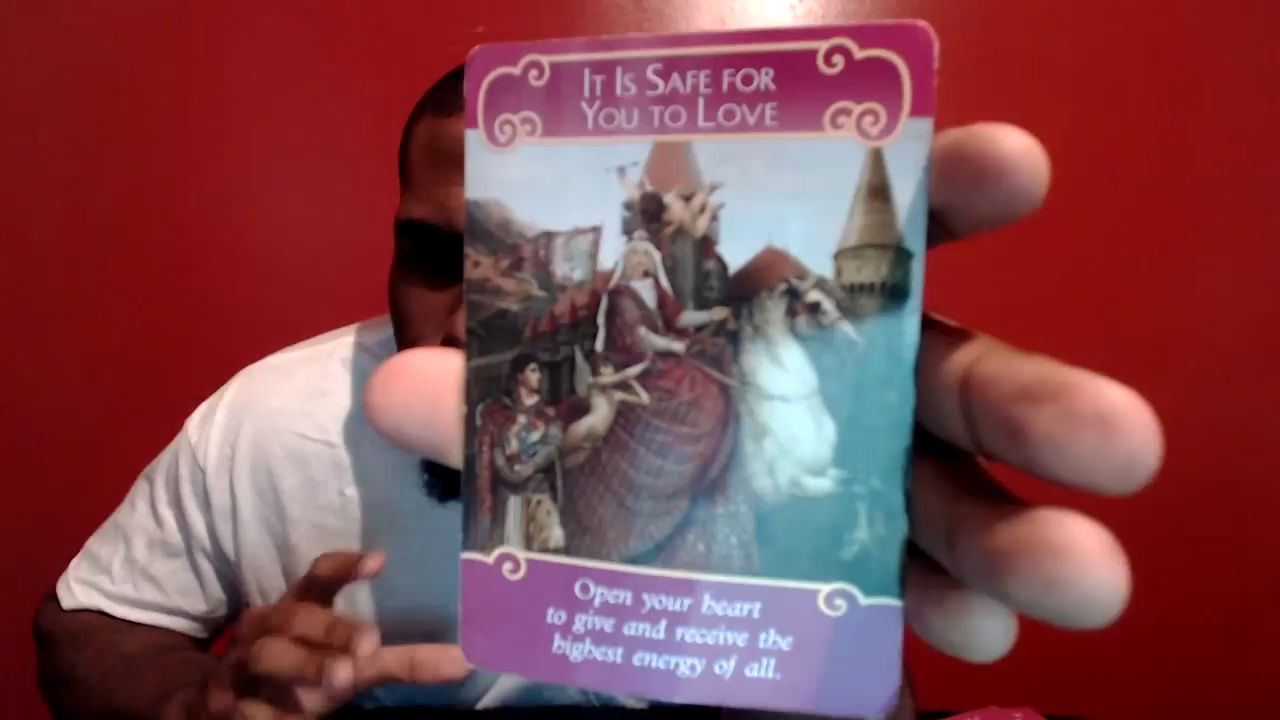 It Is Safe for
You to Love
Open your heart
to give and receive the
highest energy of all.